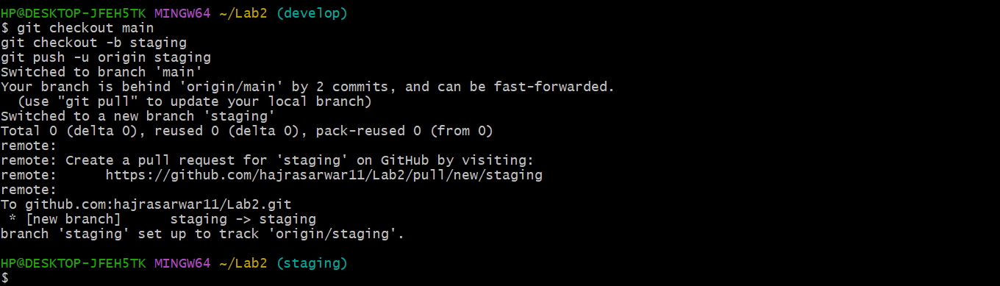 HP@DESKTOP-JFEH5TK MINGW64 ~/Lab2 (develop)
$ git checkout main
git checkout -b staging
git push -u origin staging
Switched to branch 'main'
Your branch is behind 'origin/main' by 2 commits, and can be fast-forwarded.
  (use "git pull" to update your local branch)
Switched to a new branch 'staging'
Total 0 (delta 0), reused 0 (delta 0), pack-reused 0 (from 0)
remote:
remote: Create a pull request for 'staging' on GitHub by visiting:
remote:      https://github.com/hajrasarwar11/Lab2/pull/new/staging
remote:
To github.com:hajrasarwar11/Lab2.git
 * [new branch]      staging -> staging
branch 'staging' set up to track 'origin/staging'.

HP@DESKTOP-JFEH5TK MINGW64 ~/Lab2 (staging)
$